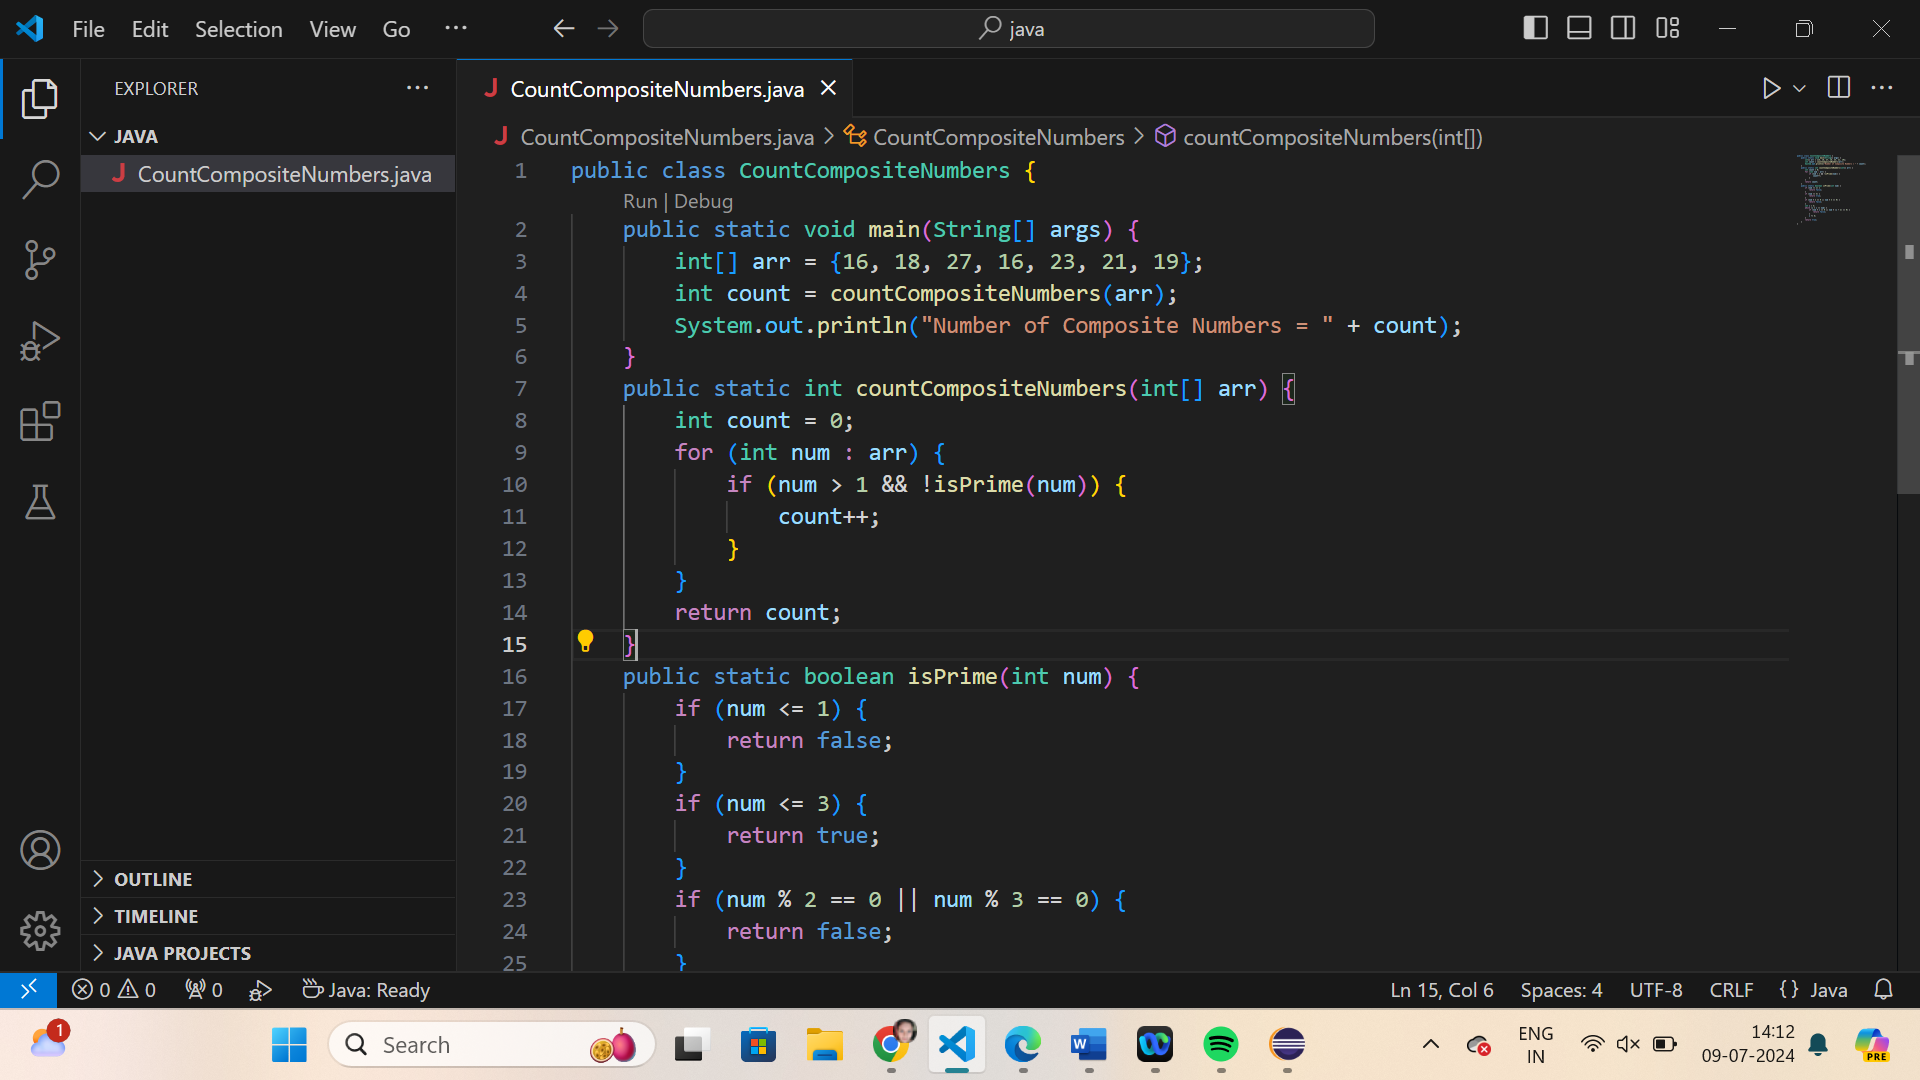 File Edit Selection View Go ···
java
EXPLORER
JAVA
CountCompositeNumbers.java
OUTLINE
TIMELINE
JAVA PROJECTS
J CountCompositeNumbers.java
J CountCompositeNumbers.java > CountCompositeNumbers > countCompositeNumbers(int[])
1 public class CountCompositeNumbers {
Run | Debug
2 public static void main(String[] args) {
3 int[] arr = {16, 18, 27, 16, 23, 21, 19};
4 int count = countCompositeNumbers(arr);
5 System.out.println("Number of Composite Numbers = " + count);
6 }
7 public static int countCompositeNumbers(int[] arr) {
8 int count = 0;
9 for (int num : arr) {
10 if (num > 1 && !isPrime(num)) {
11 count++;
12 }
13 }
14 return count;
15 }
16 public static boolean isPrime(int num) {
17 if (num <= 1) {
18 return false;
19 }
20 if (num <= 3) {
21 return true;
22 }
23 if (num % 2 == 0 || num % 3 == 0) {
24 return false;
25 }
0 0 0 Java: Ready Ln 15, Col 6 Spaces: 4 UTF-8 CRLF {} Java
1 Search W ENG IN 14:12 09-07-2024 PRE